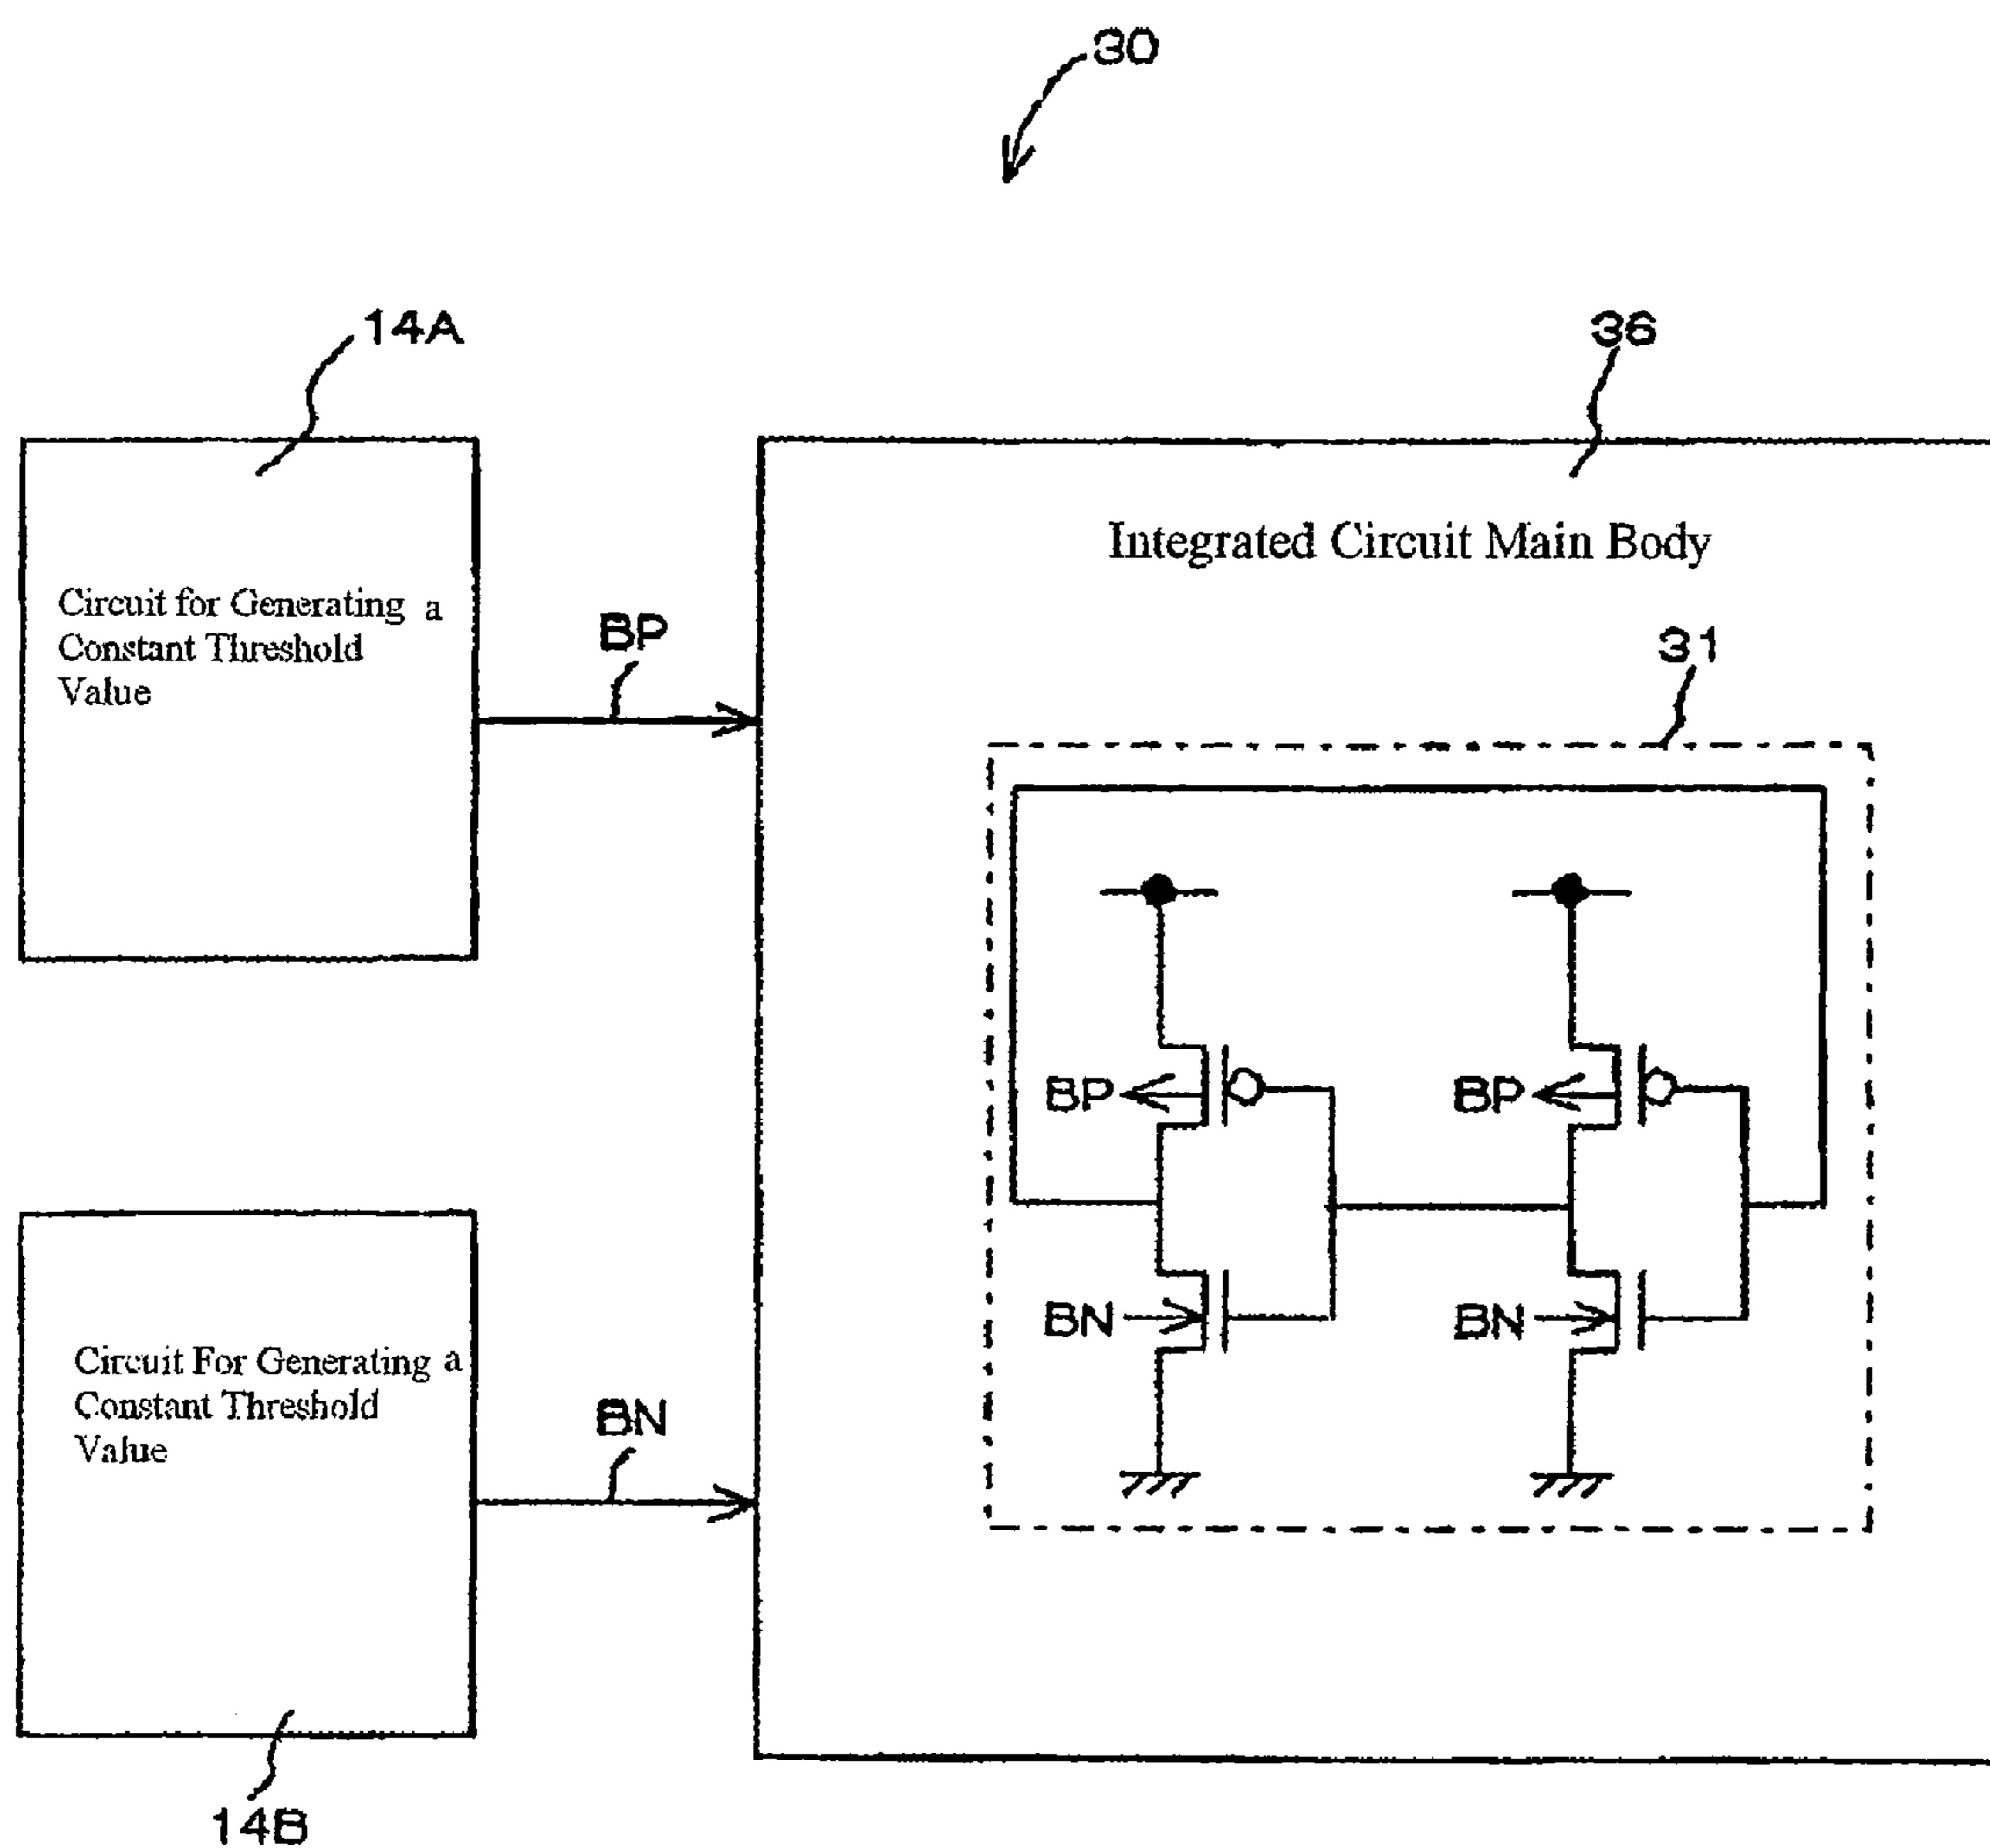 30
14A
36
Integrated Circuit Main Body
Circuit for Generating a
Constant Threshold
Value
BP
31
BP
BP
BN
BN
Circuit For Generating a
Constant Threshold
Value
BN
14B